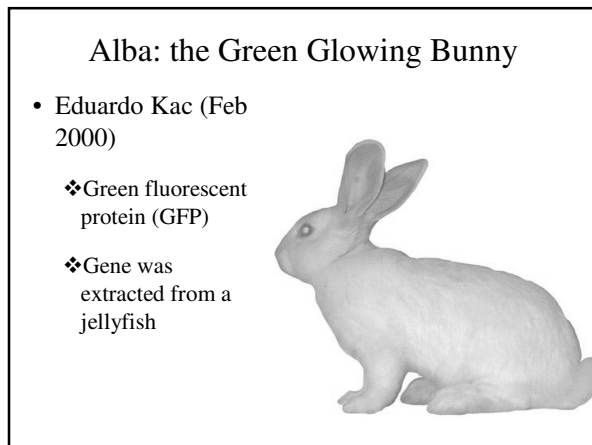 Alba: the Green Glowing Bunny
• Eduardo Kac (Feb
2000)
❖Green fluorescent
protein (GFP)
❖Gene was
extracted from a
jellyfish